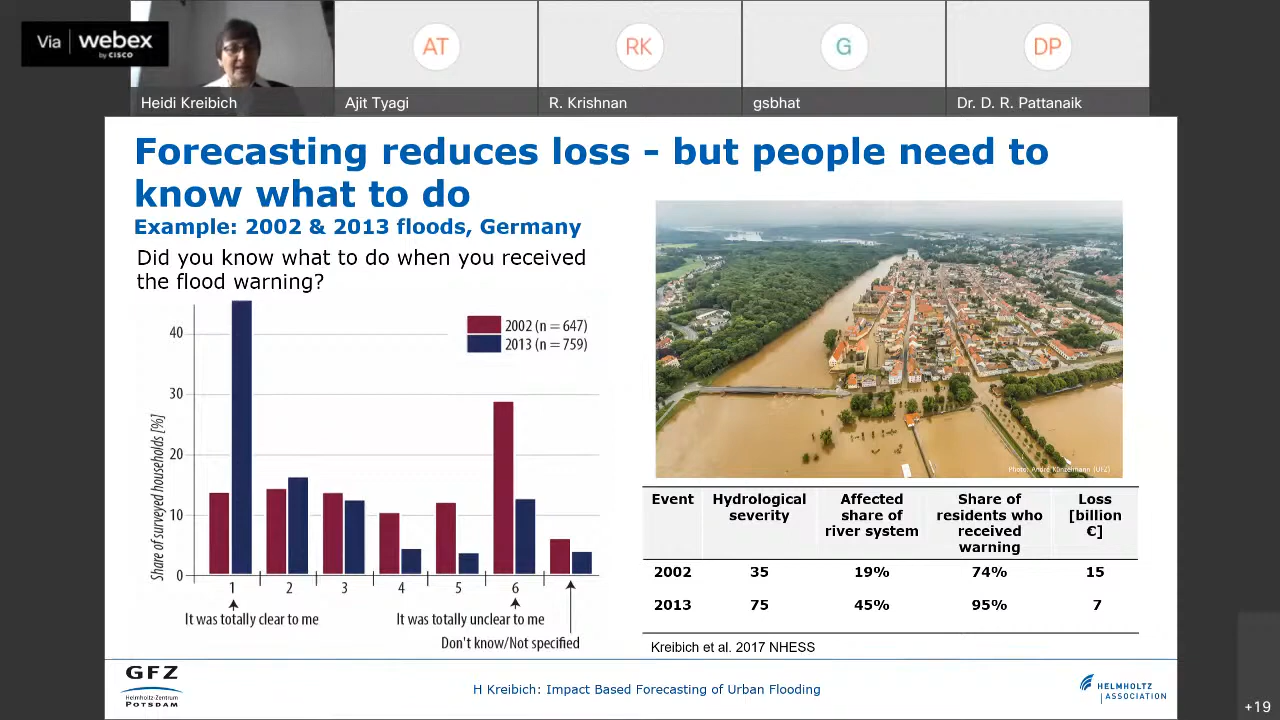 Via webex
by CISCO
AT
RK
G
DP
Heidi Kreibich
Ajit Tyagi
R. Krishnan
gsbhat
Dr. D. R. Pattanaik
Forecasting reduces loss - but people need to
know what to do
Example: 2002 & 2013 floods, Germany
Did you know what to do when you received
the flood warning?
2002 (n = 647)
2013 (n = 759)
Share of surveyed households [%]
40
30
20
10
0
1 2 3 4 5 6
It was totally clear to me
It was totally unclear to me
Don't know/Not specified
Photo: André Künzelmann (UFZ)
Event Hydrological severity Affected share of river system Share of residents who received warning Loss [billion €]
2002 35 19% 74% 15
2013 75 45% 95% 7
Kreibich et al. 2017 NHESS
GFZ
Helmholtz-Zentrum
POTSDAM
H Kreibich: Impact Based Forecasting of Urban Flooding
HELMHOLTZ
ASSOCIATION
+19